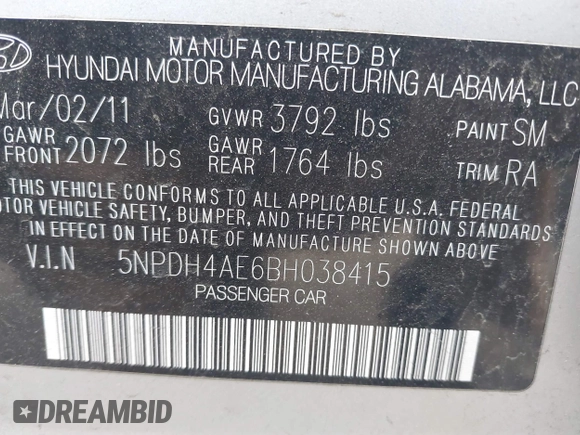 MANUFACTURED BY
HYUNDAI MOTOR MANUFACTURING ALABAMA, LLC
Mar/02/11 GVWR 3792 lbs PAINT SM
GAWR FRONT 2072 lbs GAWR REAR 1764 lbs TRIM RA
THIS VEHICLE CONFORMS TO ALL APPLICABLE U.S.A. FEDERAL
MOTOR VEHICLE SAFETY, BUMPER, AND THEFT PREVENTION STANDARDS
IN EFFECT ON THE DATE OF MANUFACTURE SHOWN ABOVE
V.I.N 5NPDH4AE6BH038415
PASSENGER CAR
DREAMBID